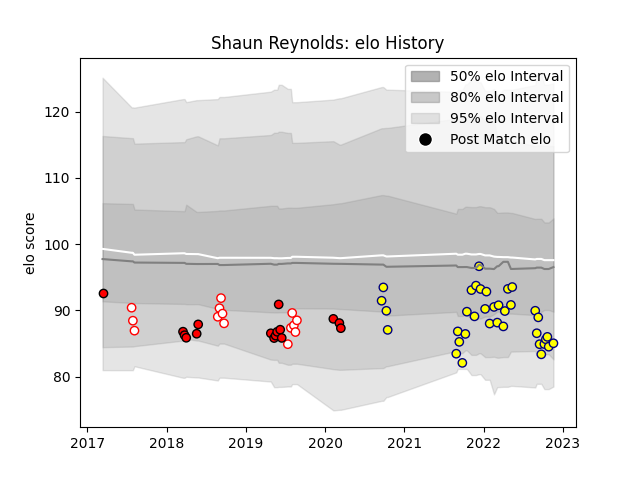 Shaun Reynolds: elo History
50% elo Interval
80% elo Interval
95% elo Interval
Post Match elo
elo score
120
110
100
90
80
2017 2018 2019 2020 2021 2022 2023